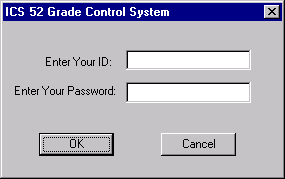 ICS 52 Grade Control System
Enter Your ID:
Enter Your Password:
OK Cancel